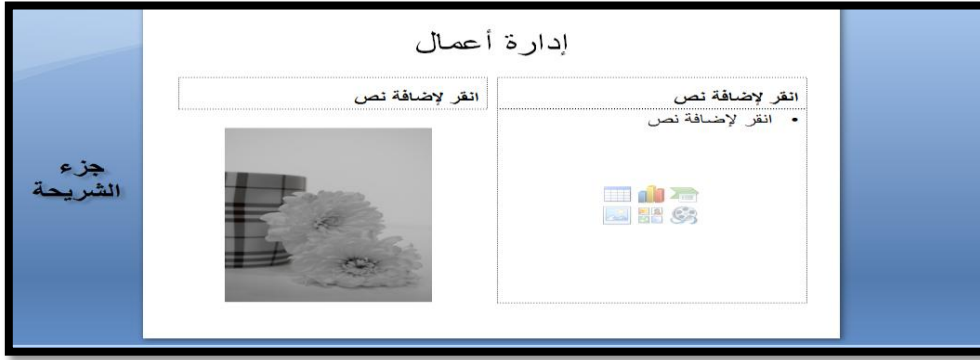 إدارة أعمال
انقر لإضافة نص
انقر لإضافة نص
• انقر لإضافة نص
جزء
الشريحة